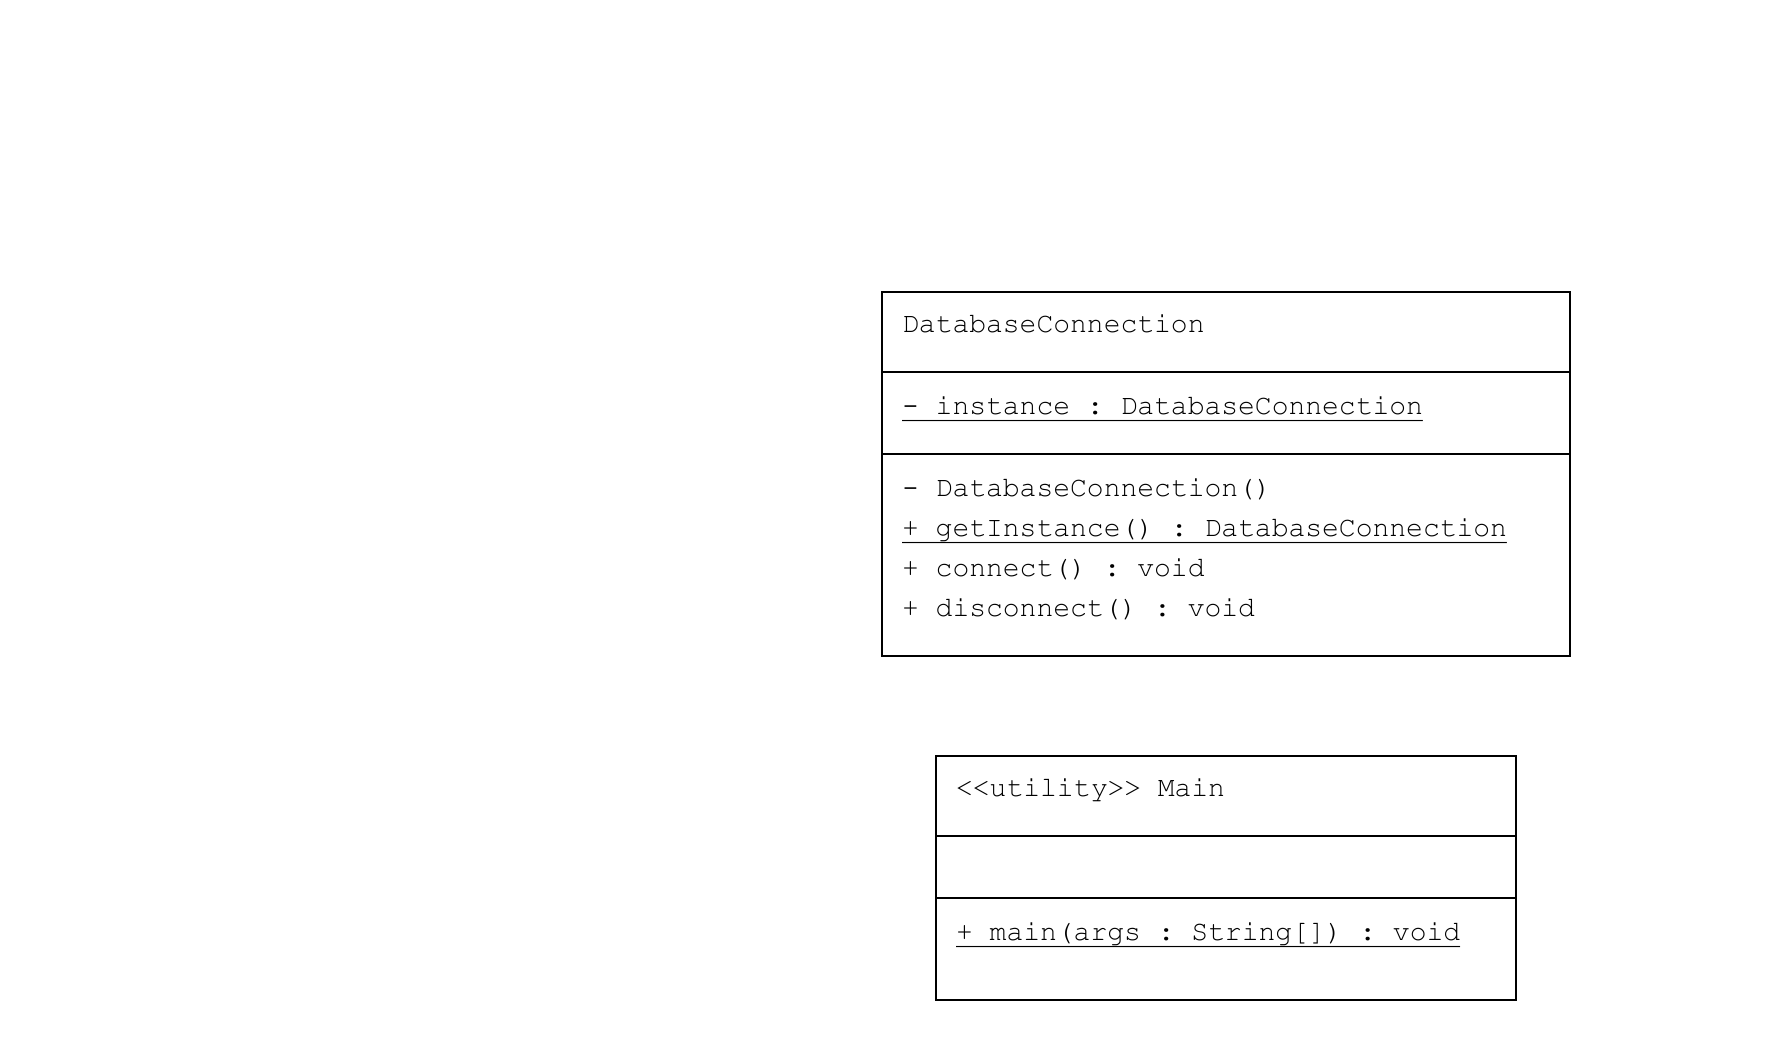 DatabaseConnection
- instance : DatabaseConnection
- DatabaseConnection()
+ getInstance() : DatabaseConnection
+ connect() : void
+ disconnect() : void
<<utility>> Main
+ main(args : String[]) : void